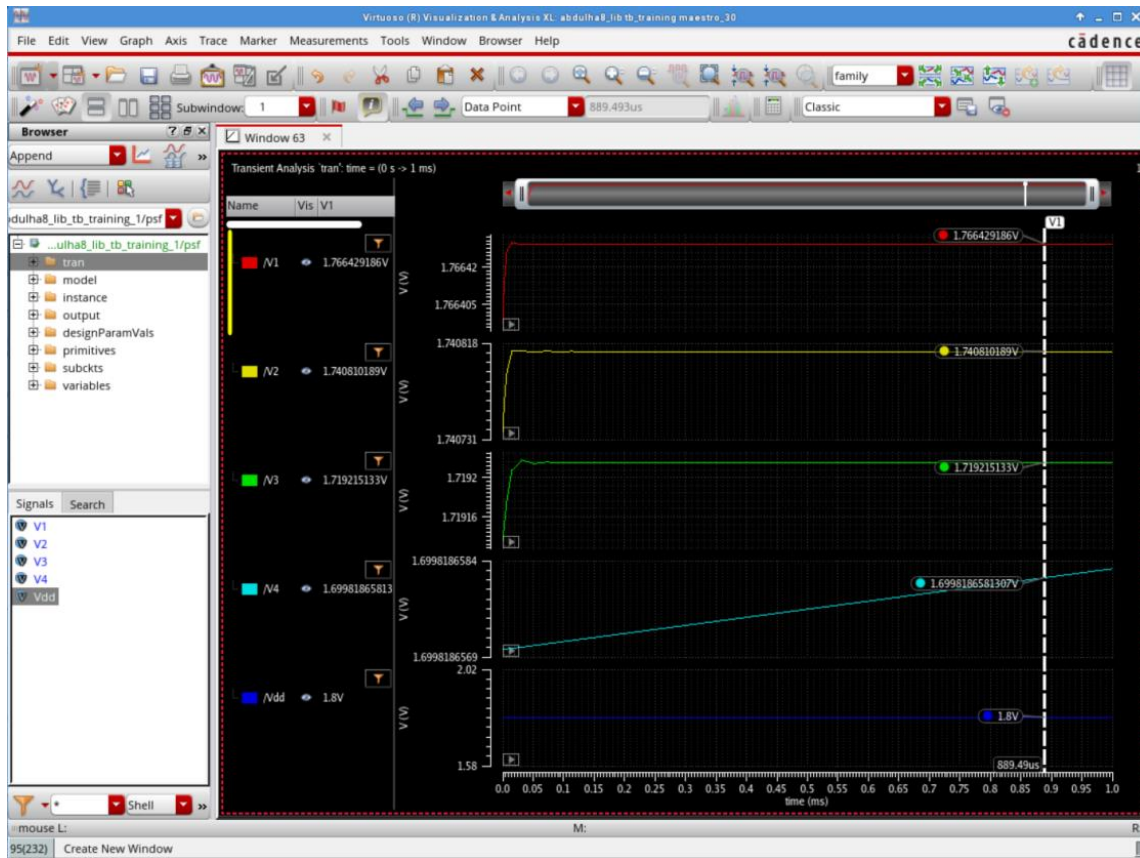 Virtuoso (R) Visualization & Analysis XL: abdulha8_lib tb_training maestro_30
File Edit View Graph Axis Trace Marker Measurements Tools Window Browser Help
cādence
family
Subwindow: 1
Data Point
889.493us
Classic
Browser
Append
dulha8_lib_tb_training_1/psf
...ulha8_lib_tb_training_1/psf
tran
model
instance
output
designParamVals
primitives
subckts
variables
Signals Search
V1
V2
V3
V4
Vdd
* Shell
Window 63
Transient Analysis `tran`: time = (0 s -> 1 ms)
Name Vis V1
/V1 1.766429186V
/V2 1.740810189V
/V3 1.719215133V
/V4 1.69981865813
/Vdd 1.8V
V1
V (V)
1.76642
1.766405
1.766429186V
V (V)
1.740818
1.740731
1.740810189V
V (V)
1.7192
1.71916
1.719215133V
V (V)
1.6998186584
1.6998186569
1.6998186581307V
V (V)
2.02
1.58
1.8V
889.49us
0.0 0.05 0.1 0.15 0.2 0.25 0.3 0.35 0.4 0.45 0.5 0.55 0.6 0.65 0.7 0.75 0.8 0.85 0.9 0.95 1.0
time (ms)
mouse L: M: R
95(232) Create New Window